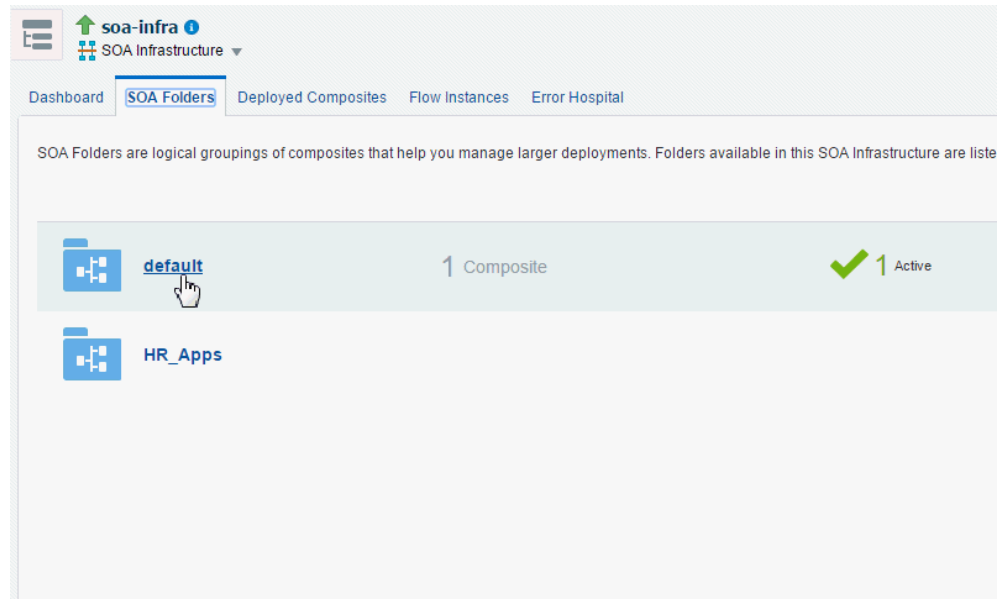 soa-infra
SOA Infrastructure
Dashboard SOA Folders Deployed Composites Flow Instances Error Hospital
SOA Folders are logical groupings of composites that help you manage larger deployments. Folders available in this SOA Infrastructure are liste
default 1 Composite 1 Active
HR_Apps